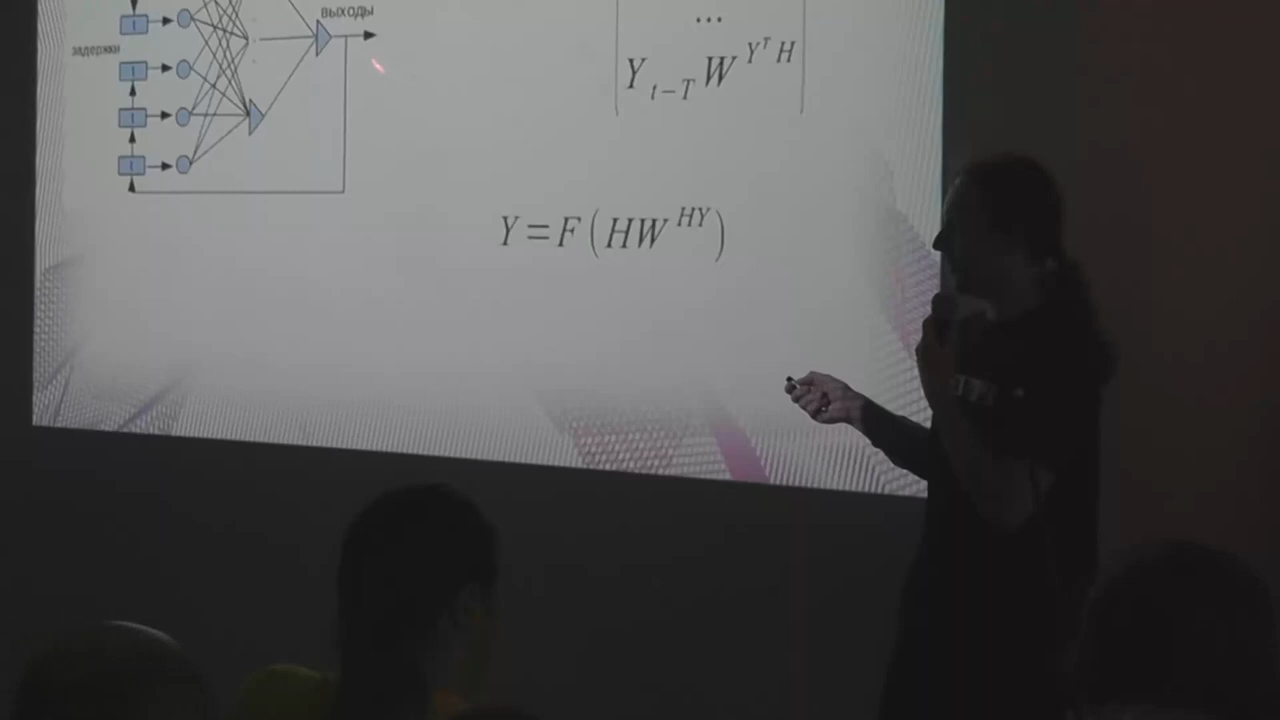 выходы
задержки
...
Y_{t-T} W^{Y^T H}
Y = F (HW^{HY})